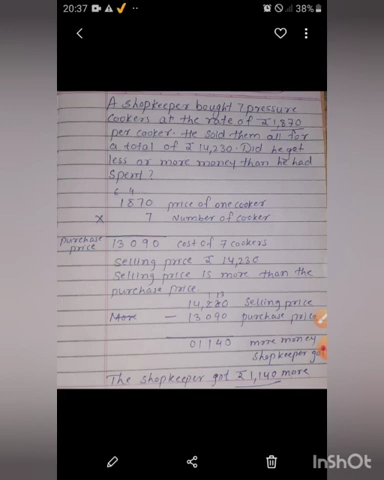 20:37
38%
A shopkeeper bought 7 pressure
cookers at the rate of ₹1,870
per cooker. He sold them all for
a total of ₹ 14,230. Did he got
less or more money than he had
spent?
6 4
1870 price of one cooker
× 7 Number of cooker
purchase price 13090 cost of 7 cookers
Selling price ₹ 14,230
Selling price is more than the
purchase price
13
14,230 Selling price
More - 13090 purchase price
01140 more money
shopkeeper got
The shopkeeper got ₹1,140 more
InShOt